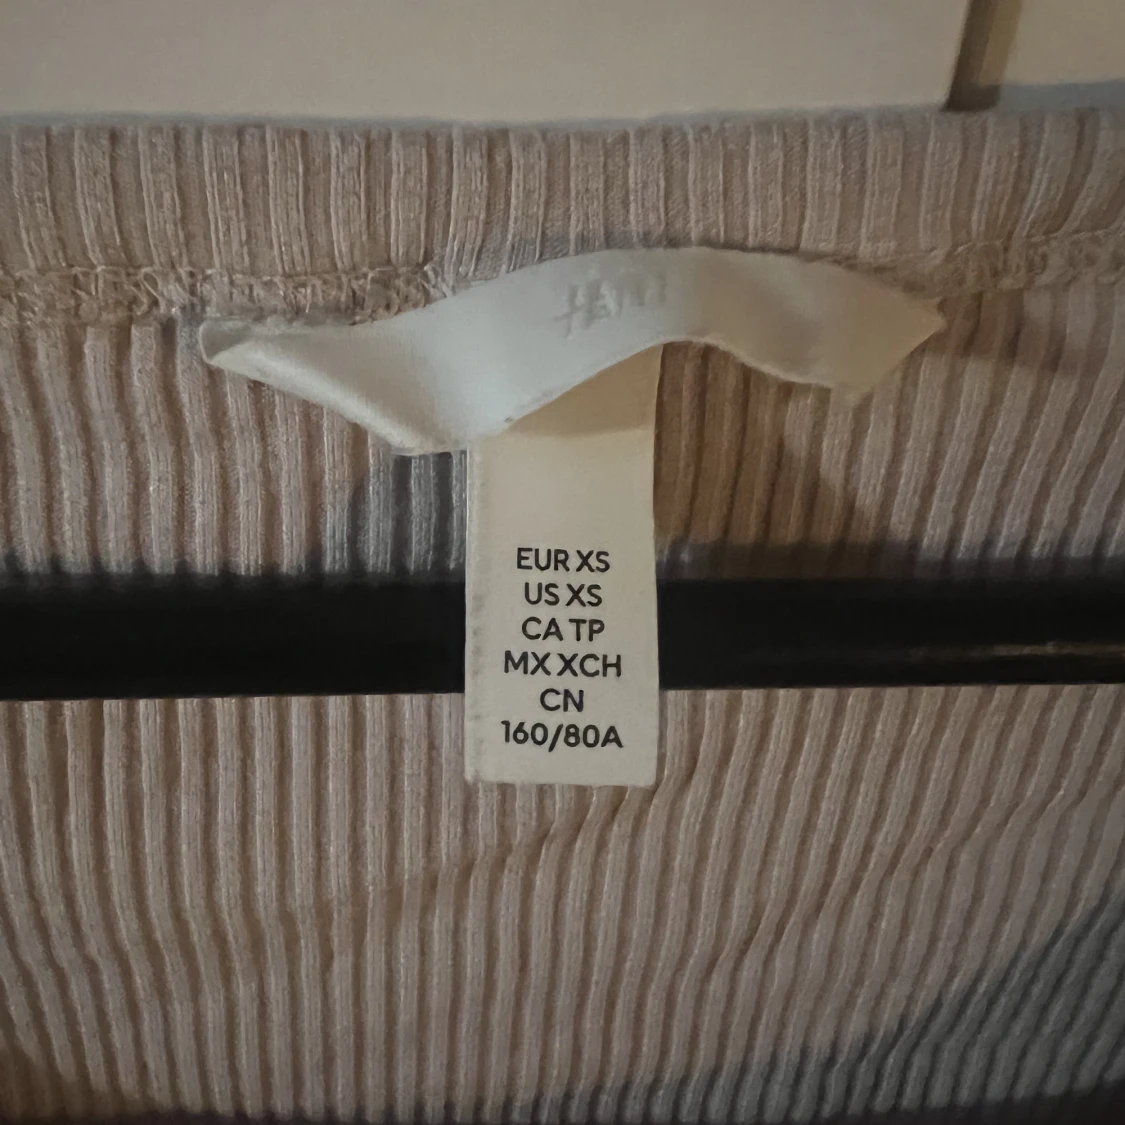 H&M
EUR XS
US XS
CA TP
MX XCH
CN
160/80A